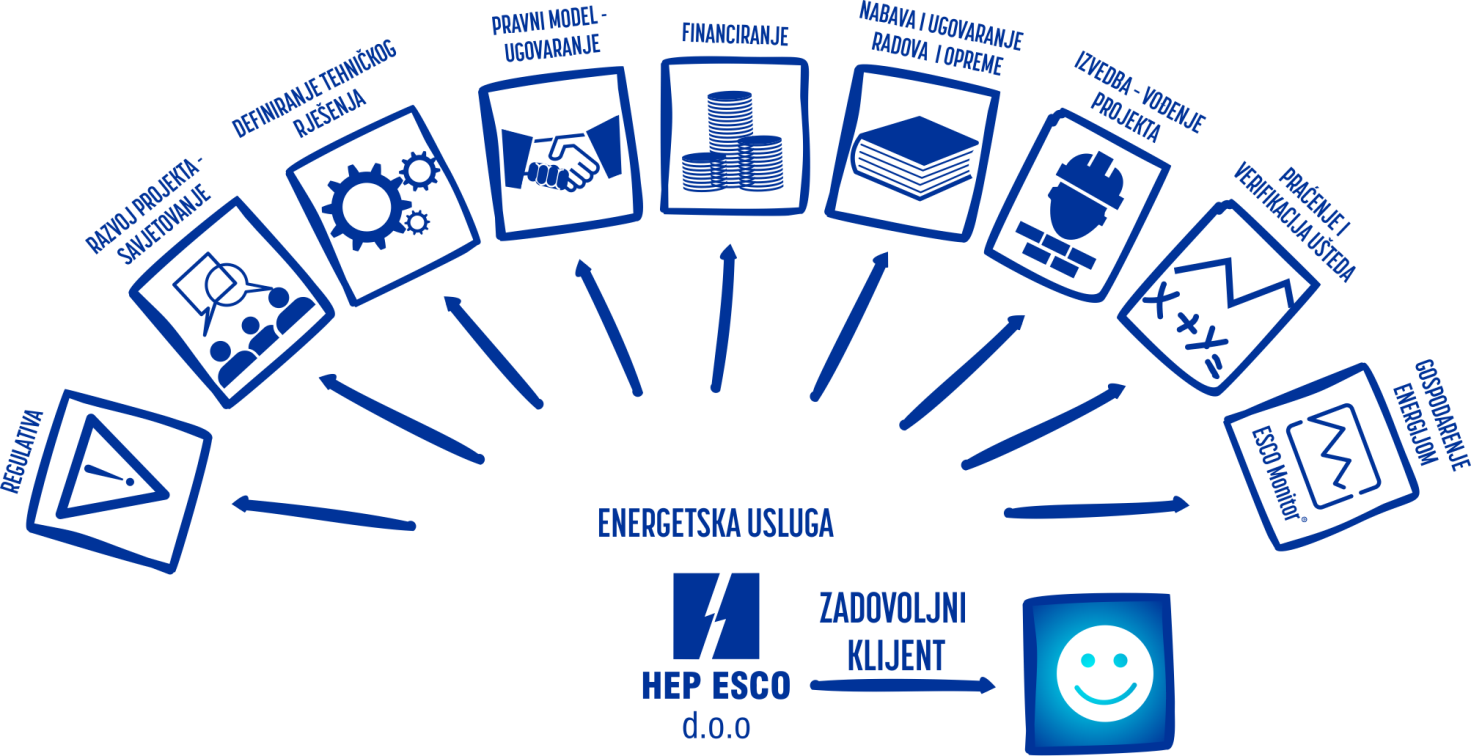 REGULATIVA
RAZVOJ PROJEKTA -
SAVJETOVANJE
DEFINIRANJE TEHNIČKOG
RJEŠENJA
PRAVNI MODEL -
UGOVARANJE
FINANCIRANJE
NABAVA I UGOVARANJE
RADOVA I OPREME
IZVEDBA - VOĐENJE
PROJEKTA
PRAĆENJE I
VERIFIKACIJA UŠTEDA
X + Y =
GOSPODARENJE
ENERGIJOM
ESCO Monitor®
ENERGETSKA USLUGA
HEP ESCO
d.o.o
ZADOVOLJNI
KLIJENT